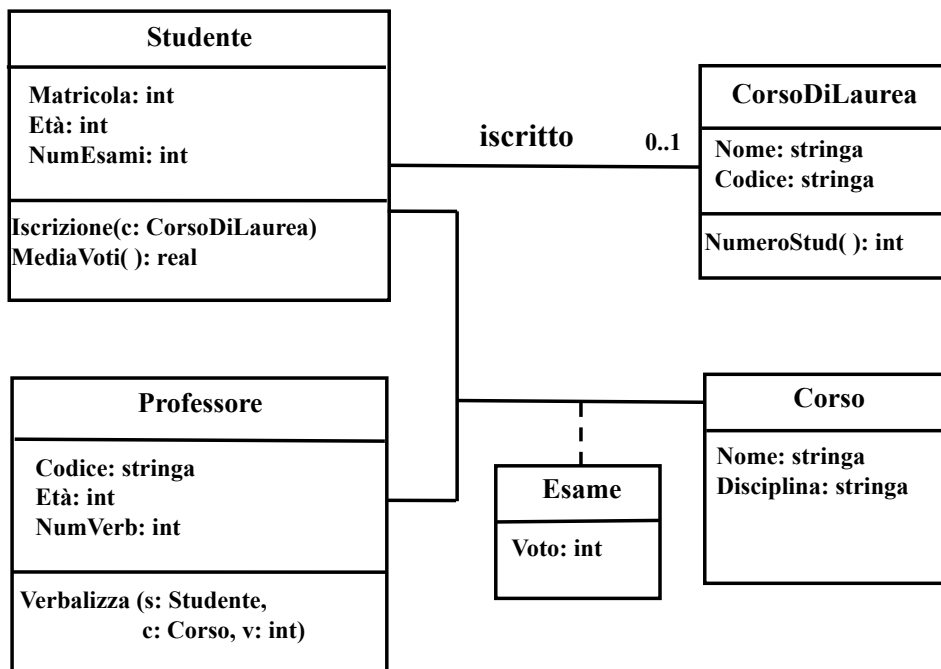 Studente
Matricola: int
Età: int
NumEsami: int
Iscrizione(c: CorsoDiLaurea)
MediaVoti( ): real
iscritto
0..1
CorsoDiLaurea
Nome: stringa
Codice: stringa
NumeroStud( ): int
Professore
Codice: stringa
Età: int
NumVerb: int
Verbalizza (s: Studente,
c: Corso, v: int)
Esame
Voto: int
Corso
Nome: stringa
Disciplina: stringa